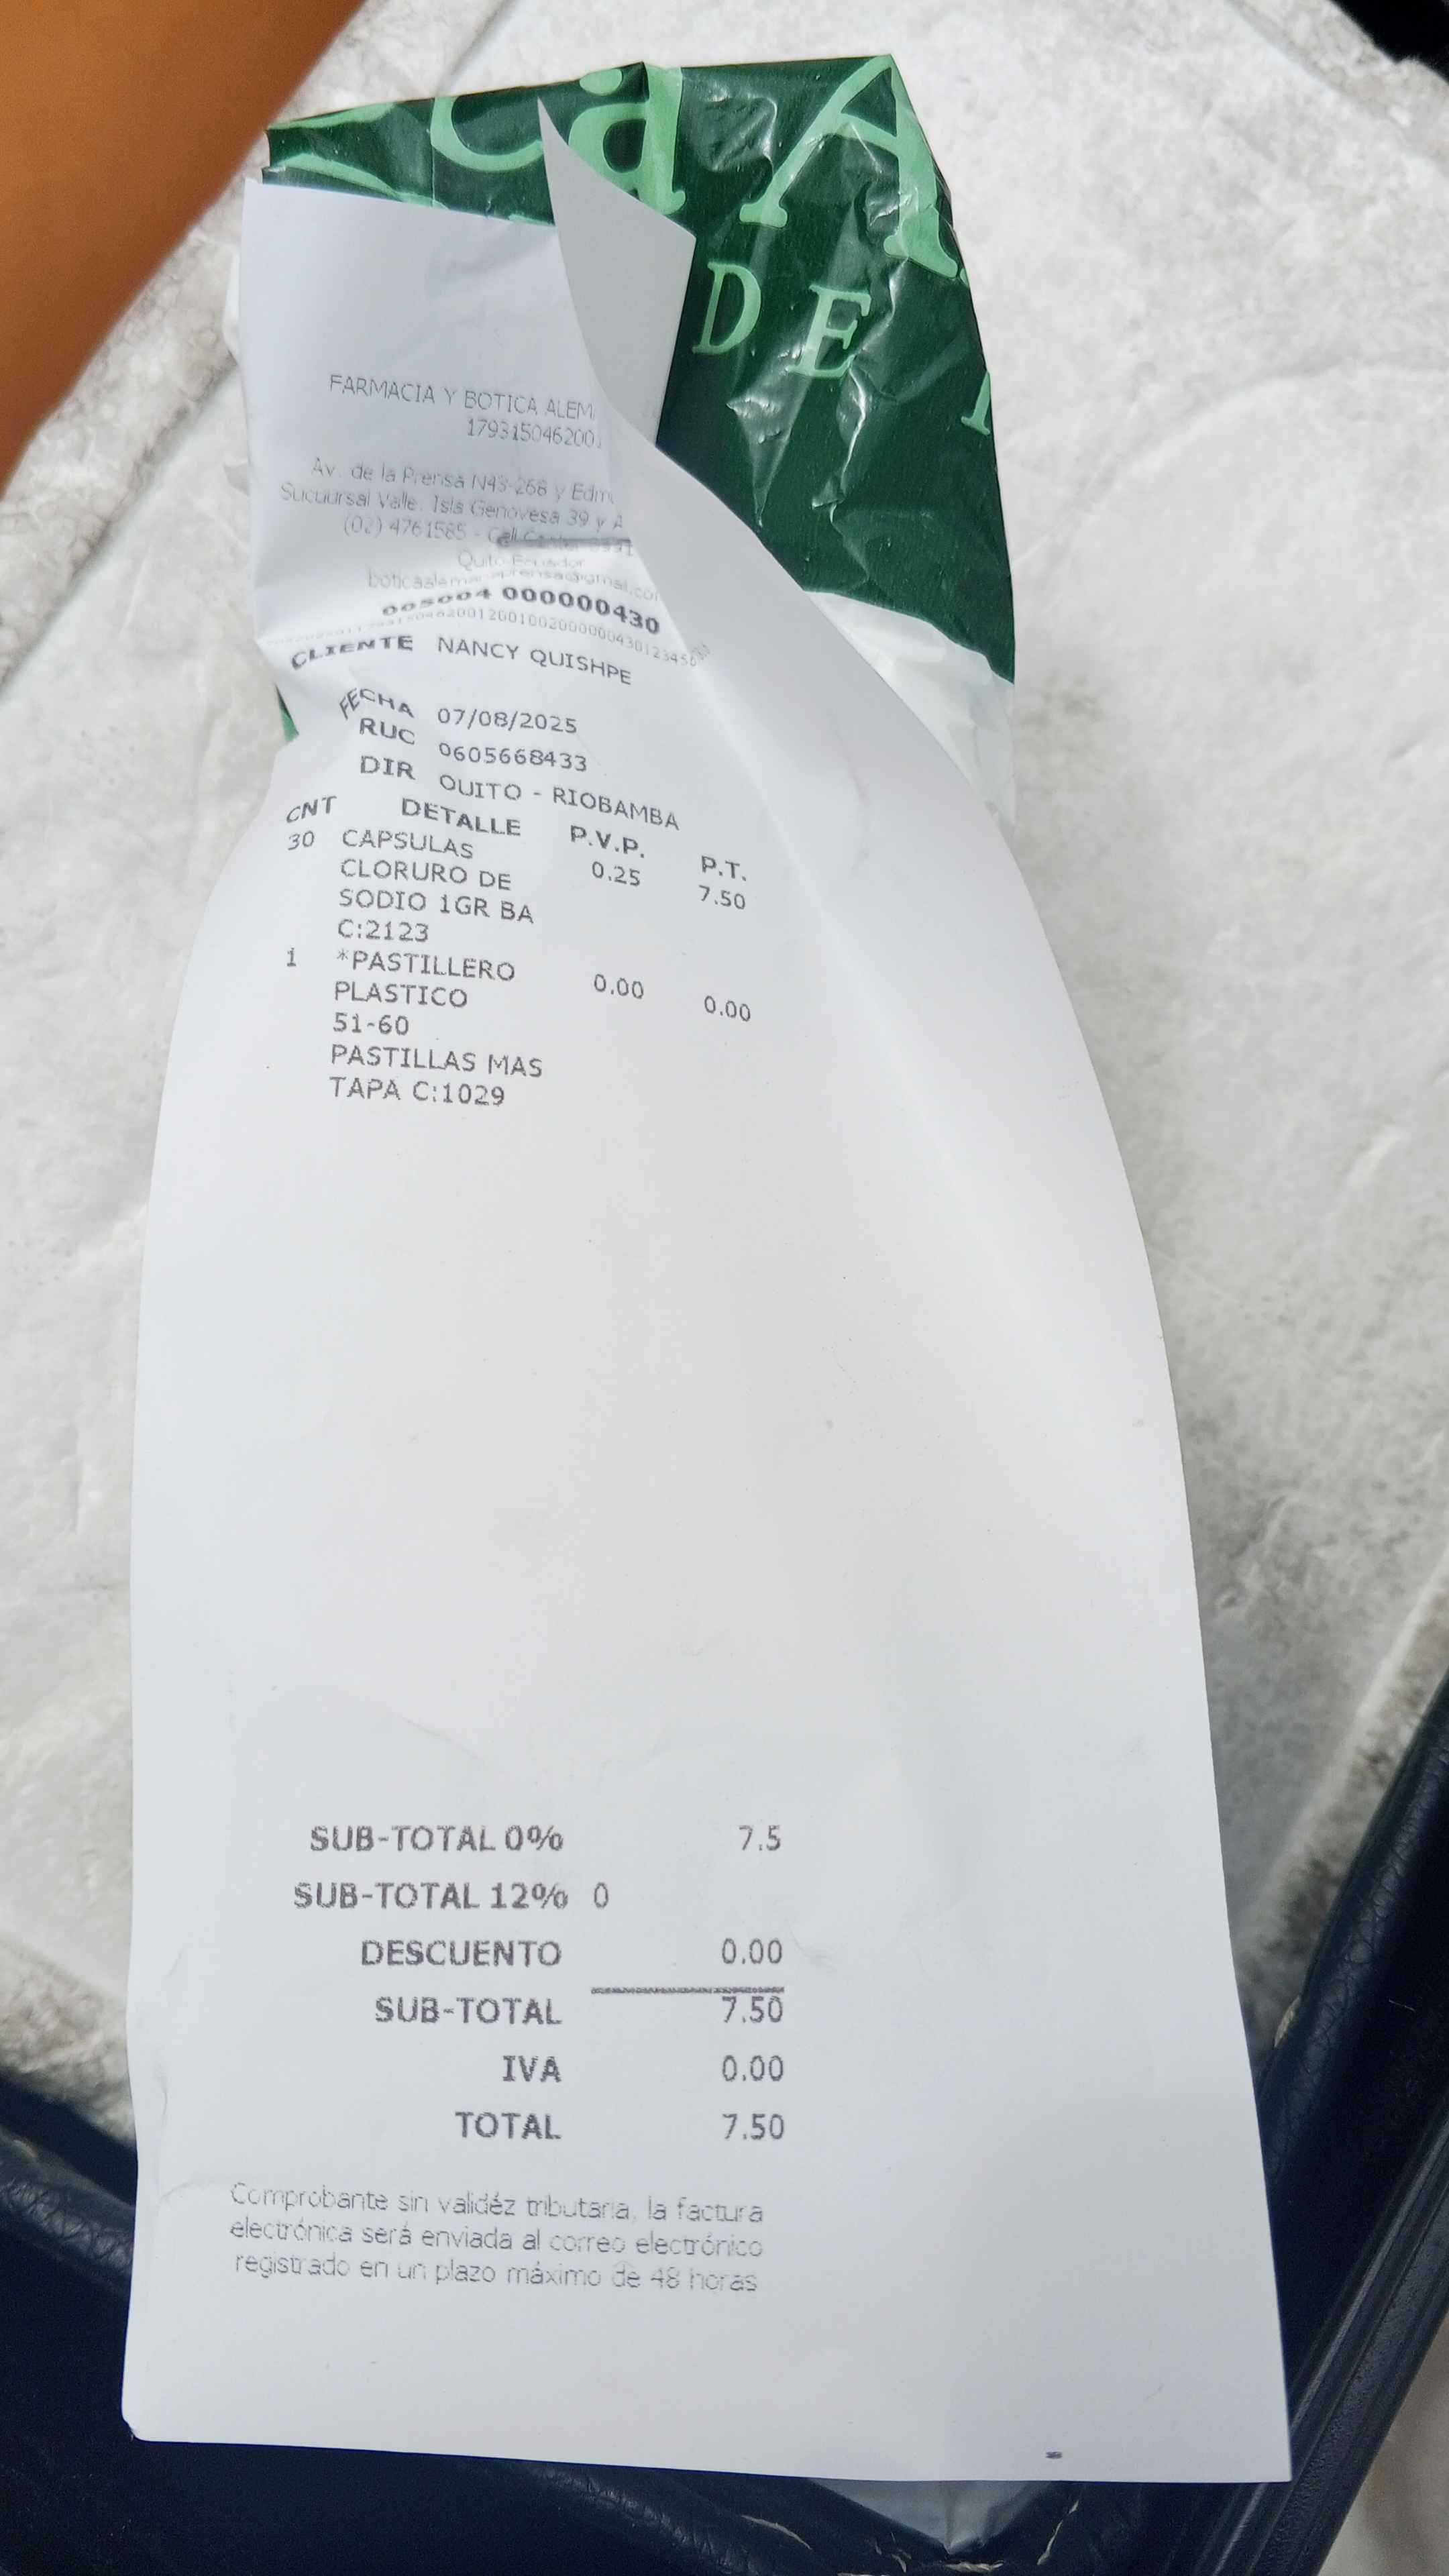 ca A
DE
FARMACIA Y BOTICA ALEM
179315046200
Av. de la Prensa N43-268 y Edm
Sucuursal Valle. Isla Genovesa 39 y A
(02) 4761585 - Call Center
Quito-Ecuador
005004 000000430
CLIENTE NANCY QUISHPE
FECHA 07/08/2025
RUC 0605668433
DIR QUITO - RIOBAMBA
CNT DETALLE P.V.P. P.T.
30 CAPSULAS 0.25 7.50
CLORURO DE
SODIO 1GR BA
C:2123
1 *PASTILLERO 0.00 0.00
PLASTICO
51-60
PASTILLAS MAS
TAPA C:1029
SUB-TOTAL 0% 7.5
SUB-TOTAL 12% 0
DESCUENTO 0.00
SUB-TOTAL 7.50
IVA 0.00
TOTAL 7.50
Comprobante sin validéz tributaria, la factura
electrónica será enviada al correo electrónico
registrado en un plazo máximo de 48 horas